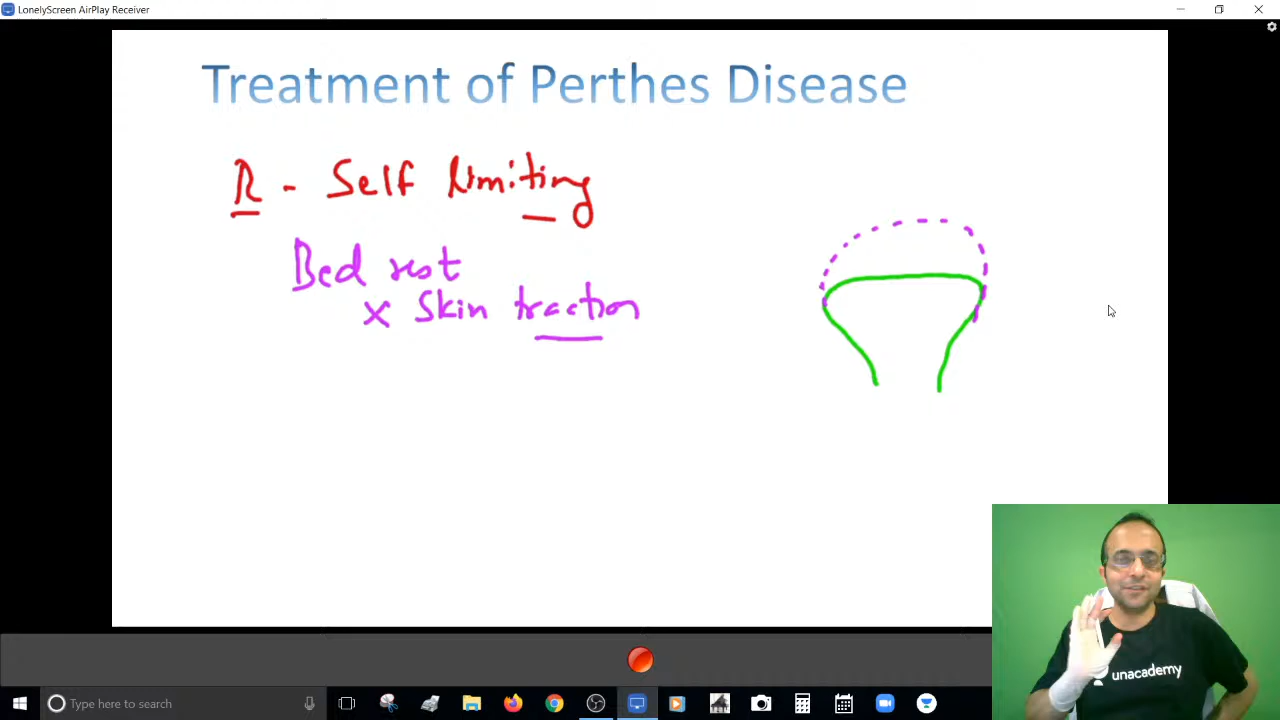 LonelyScreen AirPlay Receiver
Treatment of Perthes Disease
R - Self limiting
Bed rest
x Skin traction
unacademy
Type here to search